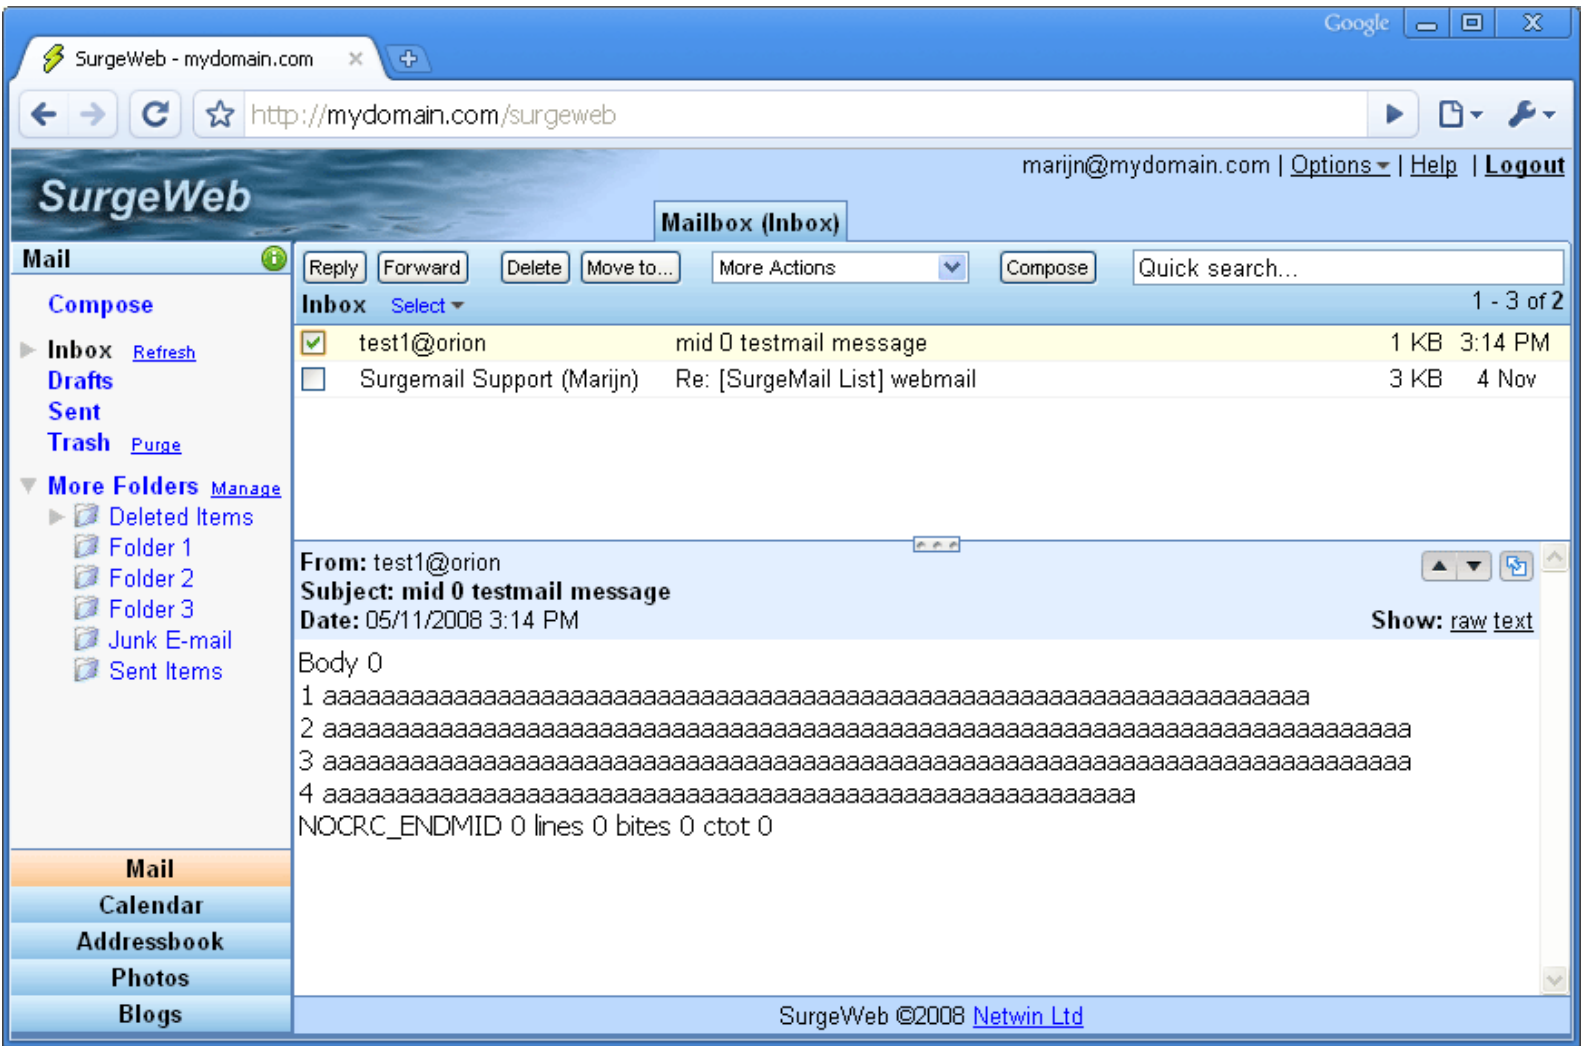 Google
SurgeWeb - mydomain.com
http://mydomain.com/surgeweb
marijn@mydomain.com | Options | Help | Logout
SurgeWeb
Mailbox (Inbox)
Mail
Reply Forward Delete Move to... More Actions Compose Quick search...
Inbox Select 1 - 3 of 2
Compose
Inbox Refresh
Drafts
Sent
Trash Purge
More Folders Manage
Deleted Items
Folder 1
Folder 2
Folder 3
Junk E-mail
Sent Items
test1@orion mid 0 testmail message 1 KB 3:14 PM
Surgemail Support (Marijn) Re: [SurgeMail List] webmail 3 KB 4 Nov
From: test1@orion
Subject: mid 0 testmail message
Date: 05/11/2008 3:14 PM
Show: raw text
Body 0
1 aaaaaaaaaaaaaaaaaaaaaaaaaaaaaaaaaaaaaaaaaaaaaaaaaaaaaaaaaaaaaaaaaaaa
2 aaaaaaaaaaaaaaaaaaaaaaaaaaaaaaaaaaaaaaaaaaaaaaaaaaaaaaaaaaaaaaaaaaaaaaaaaaa
3 aaaaaaaaaaaaaaaaaaaaaaaaaaaaaaaaaaaaaaaaaaaaaaaaaaaaaaaaaaaaaaaaaaaaaaaaaaa
4 aaaaaaaaaaaaaaaaaaaaaaaaaaaaaaaaaaaaaaaaaaaaaaaaaaaaaaaa
NOCRC_ENDMID 0 lines 0 bites 0 ctot 0
Mail
Calendar
Addressbook
Photos
Blogs
SurgeWeb ©2008 Netwin Ltd